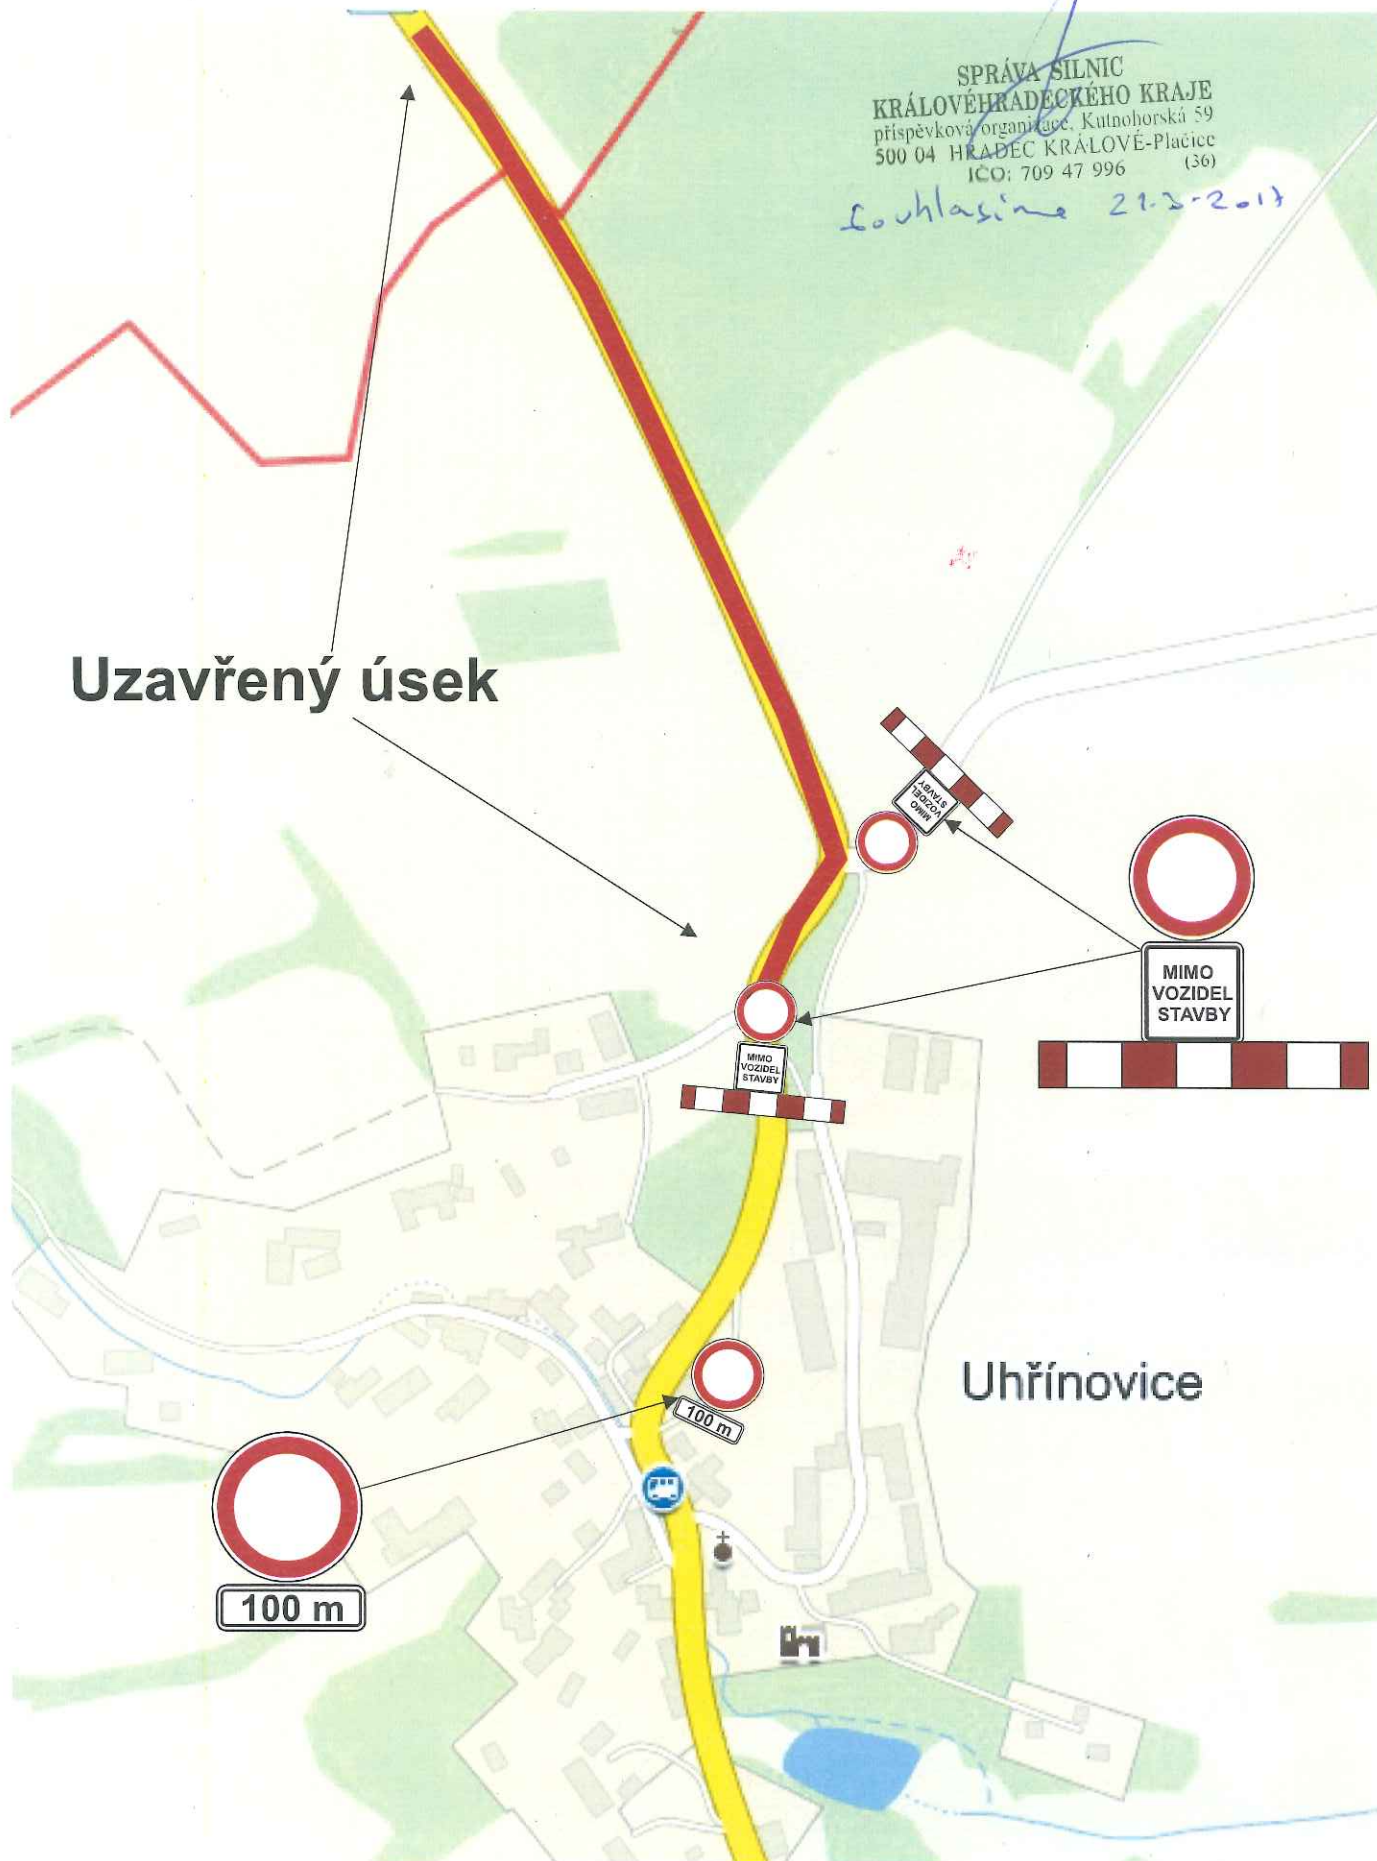 SPRÁVA SILNIC
KRÁLOVÉHRADECKÉHO KRAJE
příspěvková organizace, Kutnohorská 59
500 04 HRADEC KRÁLOVÉ-Plačice
IČO: 709 47 996 (36)
Souhlasíme 21.3.2017
Uzavřený úsek
MIMO
VOZIDEL
STAVBY
MIMO
VOZIDEL
STAVBY
MIMO
VOZIDEL
STAVBY
Uhřínovice
100 m
100 m